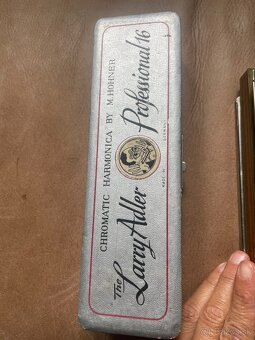 CHROMATIC HARMONICA BY M. HOHNER
"The Larry Adler Professional 16